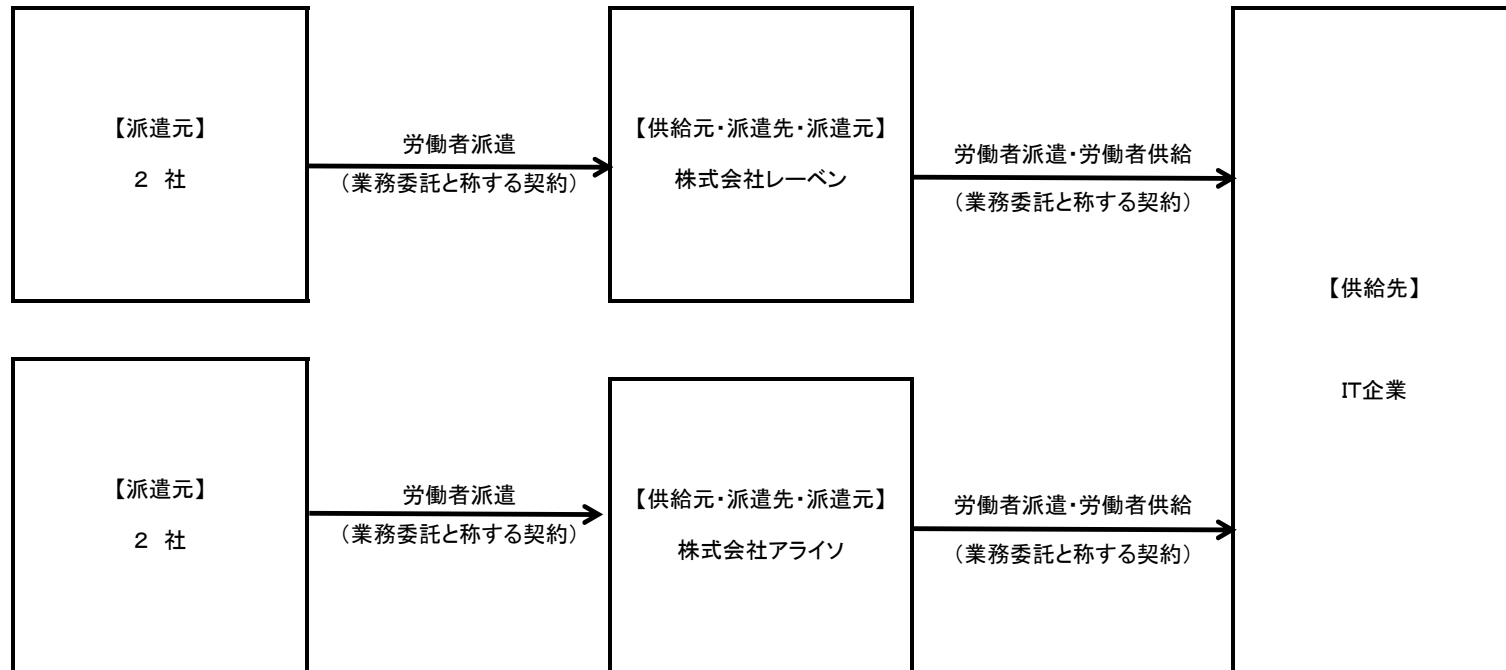 【派遣元】
２ 社
労働者派遣
（業務委託と称する契約）
【供給元・派遣先・派遣元】
株式会社レーベン
労働者派遣・労働者供給
（業務委託と称する契約）
【供給先】
IT企業
【派遣元】
２ 社
労働者派遣
（業務委託と称する契約）
【供給元・派遣先・派遣元】
株式会社アライソ
労働者派遣・労働者供給
（業務委託と称する契約）